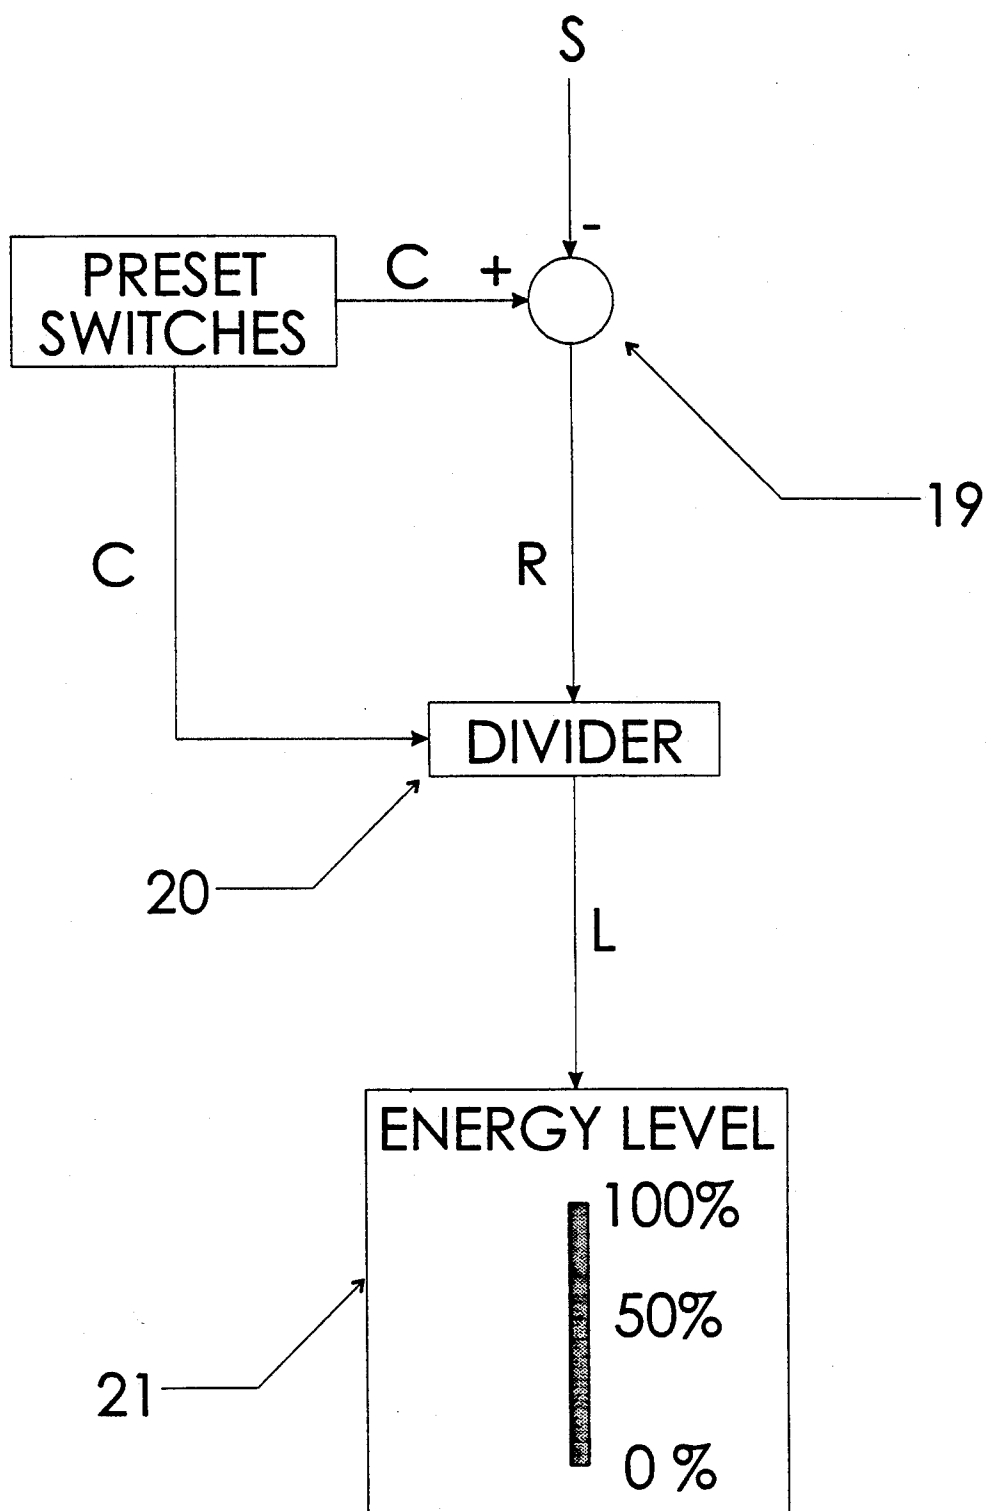 S
-
C +
PRESET
SWITCHES
19
C
R
DIVIDER
20
L
ENERGY LEVEL
100%
50%
21
0 %